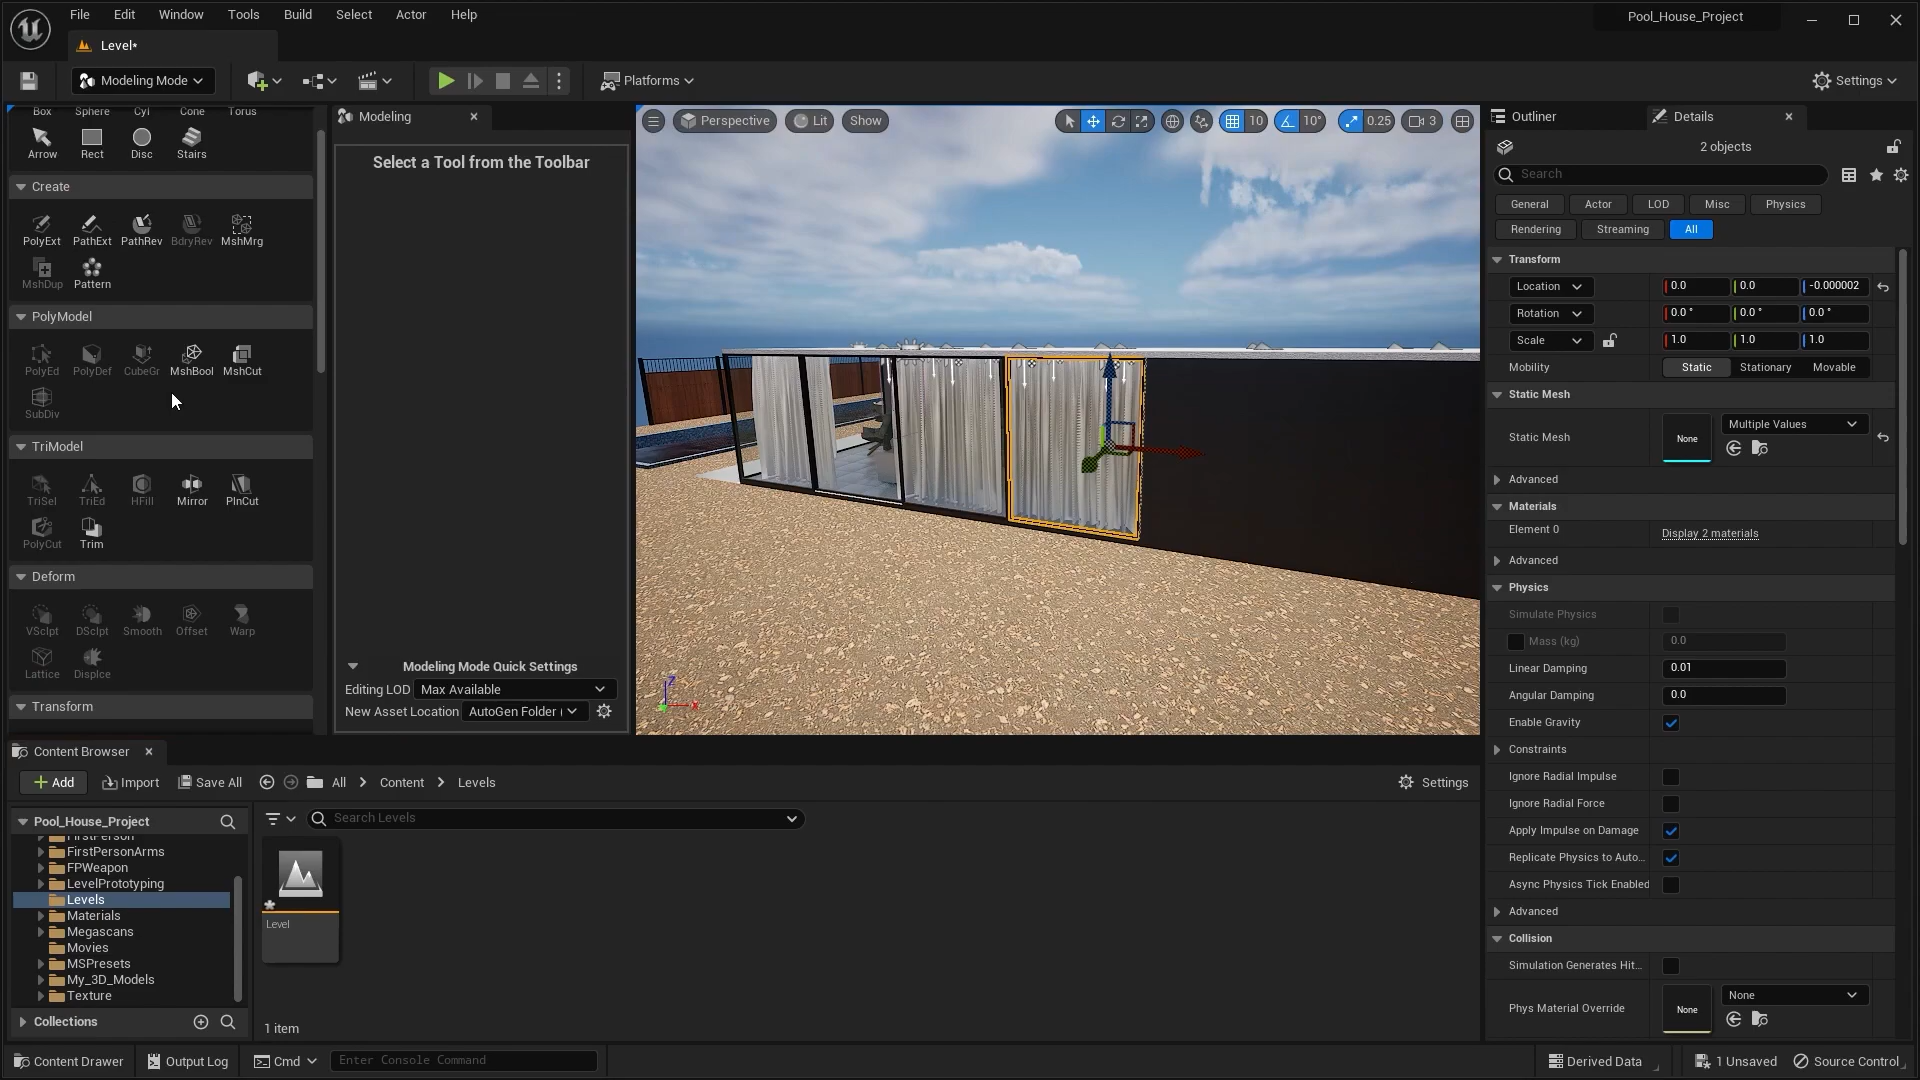 File Edit Window Tools Build Select Actor Help
Pool_House_Project
Level*
Modeling Mode
Platforms
Settings
Box Sphere Cyl Cone Torus
Arrow Rect Disc Stairs
Create
PolyExt PathExt PathRev BdryRev MshMrg
MshDup Pattern
PolyModel
PolyEd PolyDef CubeGr MshBool MshCut
SubDiv
TriModel
TriSel TriEd HFill Mirror PlnCut
PolyCut Trim
Deform
VSclpt DSclpt Smooth Offset Warp
Lattice Displce
Transform
Modeling
Select a Tool from the Toolbar
Modeling Mode Quick Settings
Editing LOD Max Available
New Asset Location AutoGen Folder (
Perspective Lit Show
10 10° 0.25 3
Z
X
Outliner Details
2 objects
Search
General Actor LOD Misc Physics
Rendering Streaming All
Transform
Location 0.0 0.0 -0.000002
Rotation 0.0 ° 0.0 ° 0.0 °
Scale 1.0 1.0 1.0
Mobility Static Stationary Movable
Static Mesh
Static Mesh None Multiple Values
Advanced
Materials
Element 0 Display 2 materials
Advanced
Physics
Simulate Physics
Mass (kg) 0.0
Linear Damping 0.01
Angular Damping 0.0
Enable Gravity
Constraints
Ignore Radial Impulse
Ignore Radial Force
Apply Impulse on Damage
Replicate Physics to Auto...
Async Physics Tick Enabled
Advanced
Collision
Simulation Generates Hit...
Phys Material Override None None
Content Browser
Add Import Save All All Content Levels Settings
Pool_House_Project
FirstPerson
FirstPersonArms
FPWeapon
LevelPrototyping
Levels
Materials
Megascans
Movies
MSPresets
My_3D_Models
Texture
Collections
Search Levels
Level
1 item
Content Drawer Output Log Cmd Enter Console Command
Derived Data 1 Unsaved Source Control